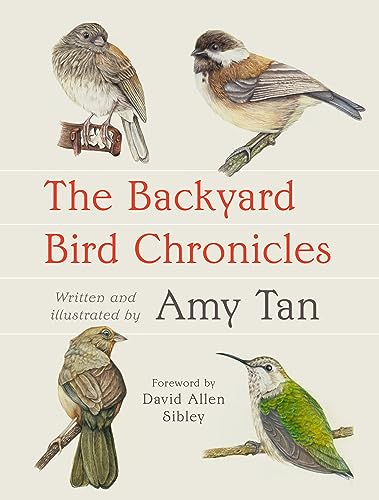 The Backyard
Bird Chronicles
Written and
illustrated by
Amy Tan
Foreword by
David Allen
Sibley